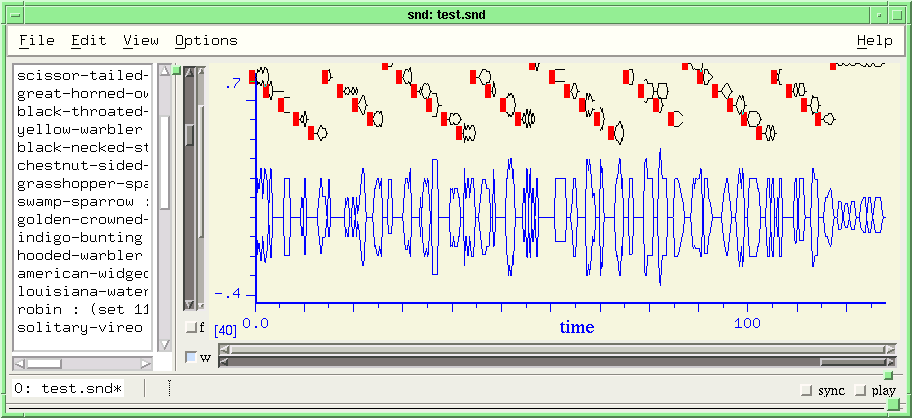 snd: test.snd
File Edit View Options Help
scissor-tailed-
great-horned-ow
black-throated-
yellow-warbler
black-necked-st
chestnut-sided-
grasshopper-spa
swamp-sparrow :
golden-crowned-
indigo-bunting
hooded-warbler
american-widged
louisiana-water
robin : (set 11
solitary-vireo
f
w
.7
-.4
[40]
0.0
time
100
0: test.snd*
sync
play